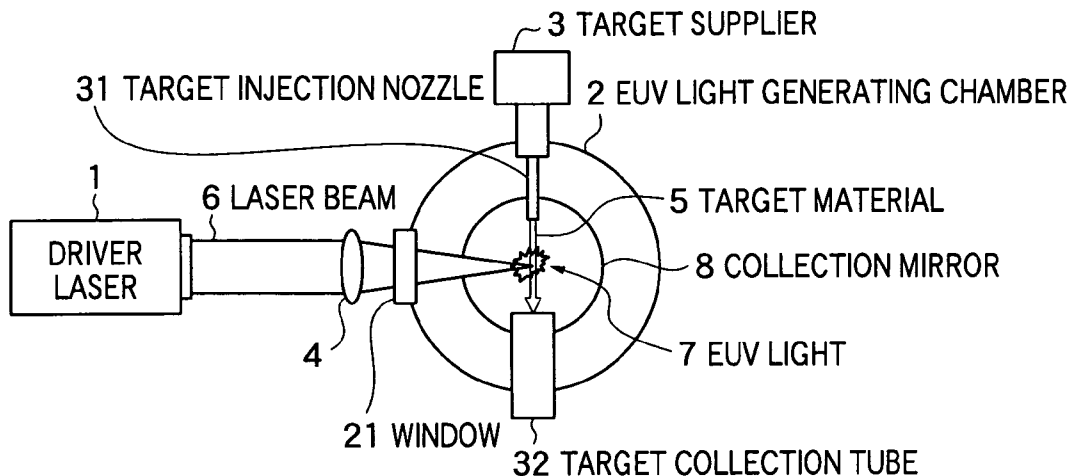 3 TARGET SUPPLIER
31 TARGET INJECTION NOZZLE
2 EUV LIGHT GENERATING CHAMBER
1
6 LASER BEAM
5 TARGET MATERIAL
DRIVER
LASER
8 COLLECTION MIRROR
4
7 EUV LIGHT
21 WINDOW
32 TARGET COLLECTION TUBE